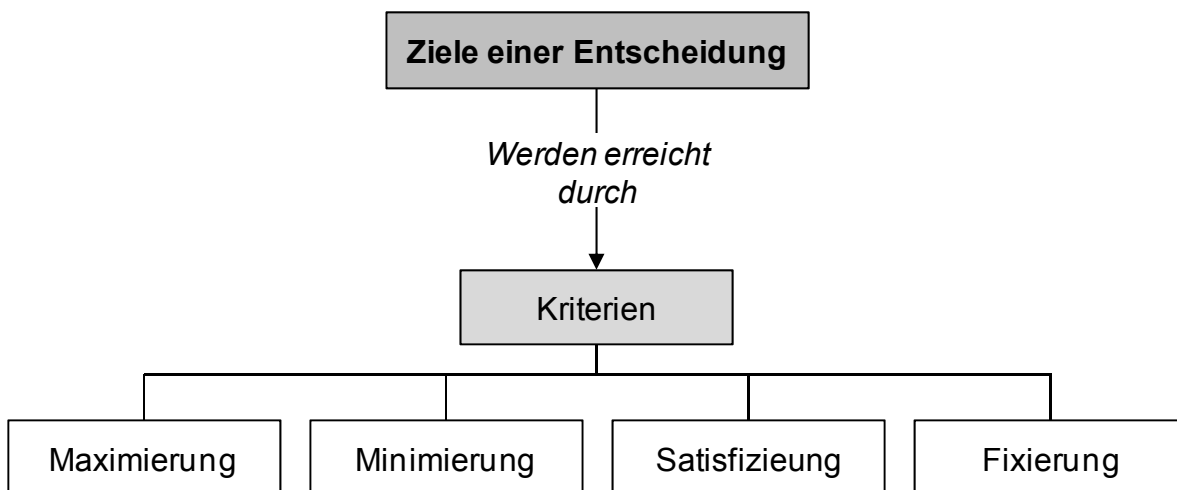 Ziele einer Entscheidung
Werden erreicht
durch
Kriterien
Maximierung
Minimierung
Satisfizieung
Fixierung